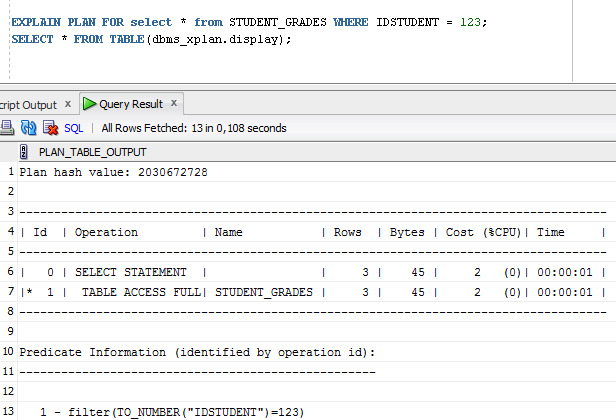 EXPLAIN PLAN FOR select * from STUDENT_GRADES WHERE IDSTUDENT = 123;
SELECT * FROM TABLE(dbms_xplan.display);
cript Output x Query Result x
SQL | All Rows Fetched: 13 in 0,108 seconds
PLAN_TABLE_OUTPUT
1 Plan hash value: 2030672728
2
3 ------------------------------------------------------------------------------------
4 | Id | Operation | Name | Rows | Bytes | Cost (%CPU)| Time |
5 ------------------------------------------------------------------------------------
6 | 0 | SELECT STATEMENT | | 3 | 45 | 2 (0)| 00:00:01 |
7 |* 1 | TABLE ACCESS FULL| STUDENT_GRADES | 3 | 45 | 2 (0)| 00:00:01 |
8 ------------------------------------------------------------------------------------
9
10 Predicate Information (identified by operation id):
11 ---------------------------------------------------
12
13 1 - filter(TO_NUMBER("IDSTUDENT")=123)